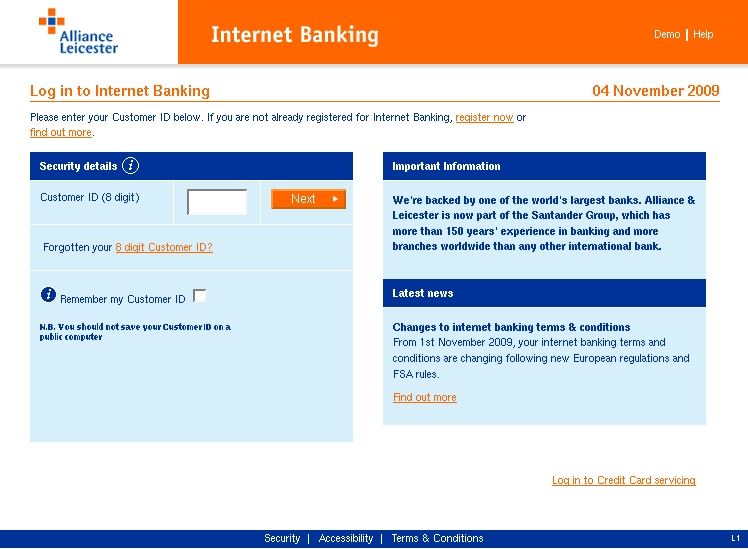 Alliance
Leicester
Internet Banking
Demo | Help
Log in to Internet Banking
04 November 2009
Please enter your Customer ID below. If you are not already registered for Internet Banking, register now or
find out more.
Security details i
Customer ID (8 digit)
Next
Forgotten your 8 digit Customer ID?
i Remember my Customer ID
N.B. You should not save your Customer ID on a
public computer
Important Information
We're backed by one of the world's largest banks. Alliance &
Leicester is now part of the Santander Group, which has
more than 150 years' experience in banking and more
branches worldwide than any other international bank.
Latest news
Changes to internet banking terms & conditions
From 1st November 2009, your internet banking terms and
conditions are changing following new European regulations and
FSA rules.
Find out more
Log in to Credit Card servicing
Security | Accessibility | Terms & Conditions
L1